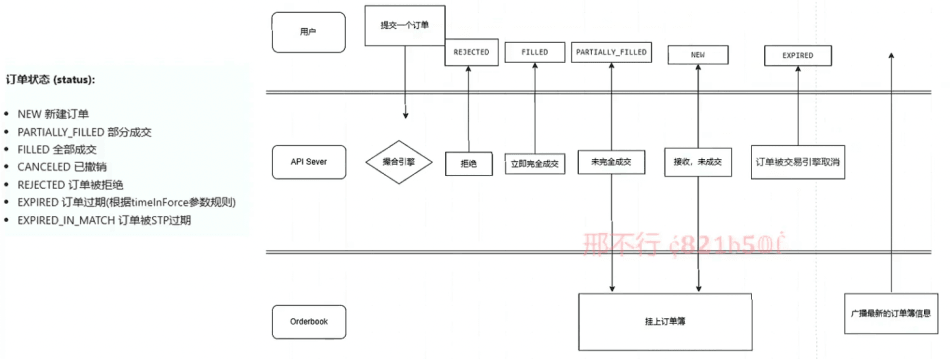 用户
提交一个订单
REJECTED
FILLED
PARTIALLY_FILLED
NEW
EXPIRED
订单状态 (status):
NEW 新建订单
PARTIALLY_FILLED 部分成交
FILLED 全部成交
CANCELED 已撤销
REJECTED 订单被拒绝
EXPIRED 订单过期(根据timeInForce参数规则)
EXPIRED_IN_MATCH 订单被STP过期
API Sever
撮合引擎
拒绝
立即完全成交
未完全成交
接收，未成交
订单被交易引擎取消
邢不行
Orderbook
挂上订单簿
广播最新的订单簿信息